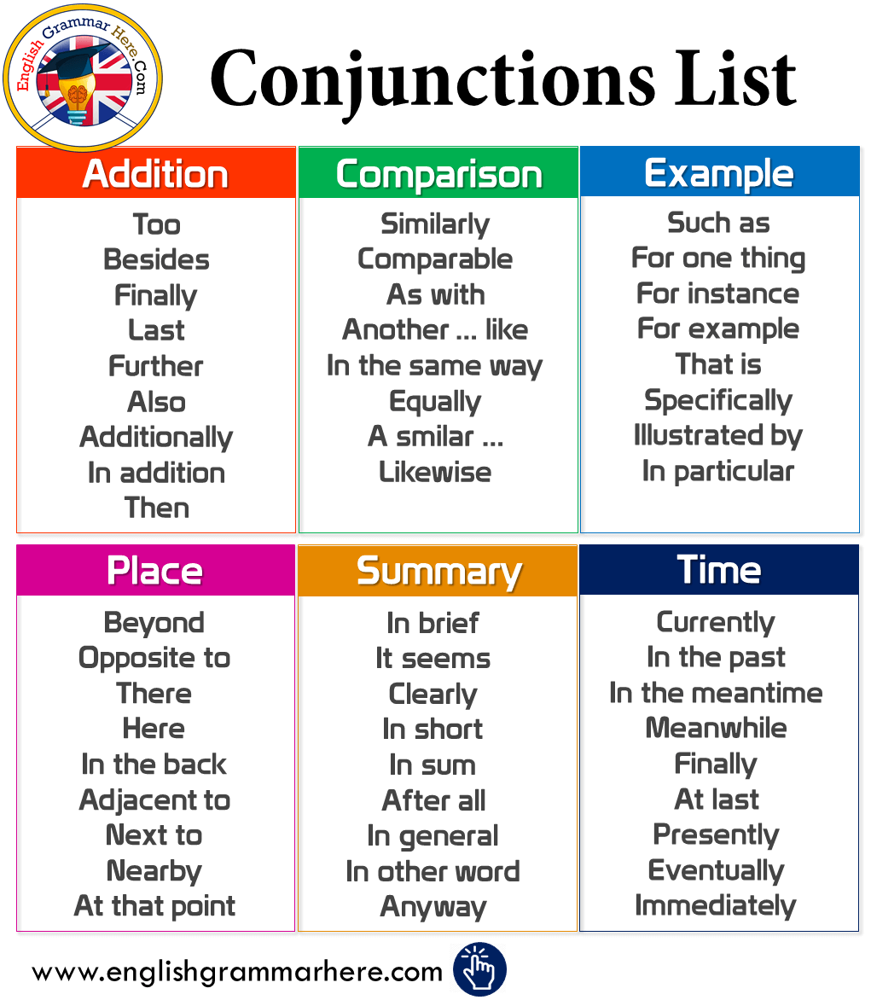 English Grammar Here.Com
Conjunctions List
Addition
Too
Besides
Finally
Last
Further
Also
Additionally
In addition
Then
Comparison
Similarly
Comparable
As with
Another ... like
In the same way
Equally
A smilar ...
Likewise
Example
Such as
For one thing
For instance
For example
That is
Specifically
Illustrated by
In particular
Place
Beyond
Opposite to
There
Here
In the back
Adjacent to
Next to
Nearby
At that point
Summary
In brief
It seems
Clearly
In short
In sum
After all
In general
In other word
Anyway
Time
Currently
In the past
In the meantime
Meanwhile
Finally
At last
Presently
Eventually
Immediately
www.englishgrammarhere.com